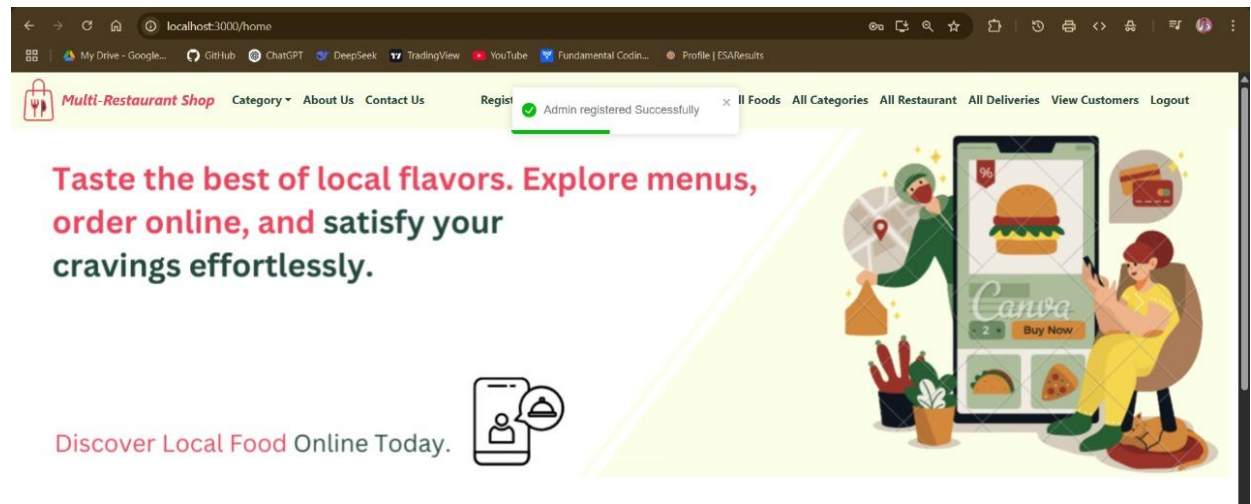 localhost:3000/home
My Drive - Google... GitHub ChatGPT DeepSeek TradingView YouTube Fundamental Codin... Profile | ESAResults
Multi-Restaurant Shop Category About Us Contact Us Regist ll Foods All Categories All Restaurant All Deliveries View Customers Logout
Admin registered Successfully
Taste the best of local flavors. Explore menus,
order online, and satisfy your
cravings effortlessly.
%
Canva
- 2 + Buy Now
Discover Local Food Online Today.